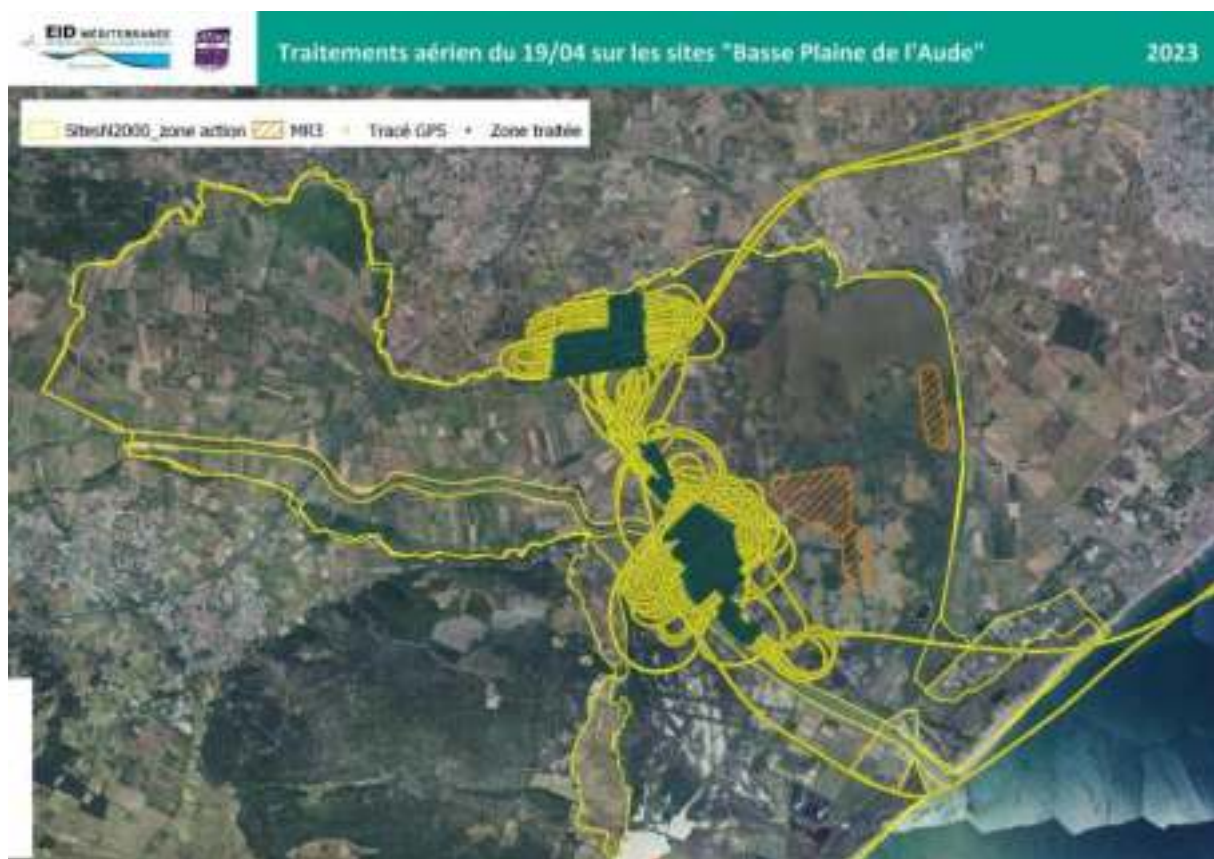 EID MÉDITERRANÉE
Traitements aérien du 19/04 sur les sites "Basse Plaine de l'Aude"
2023
SitesN2000_zone action MR3 Tracé GPS Zone traitée